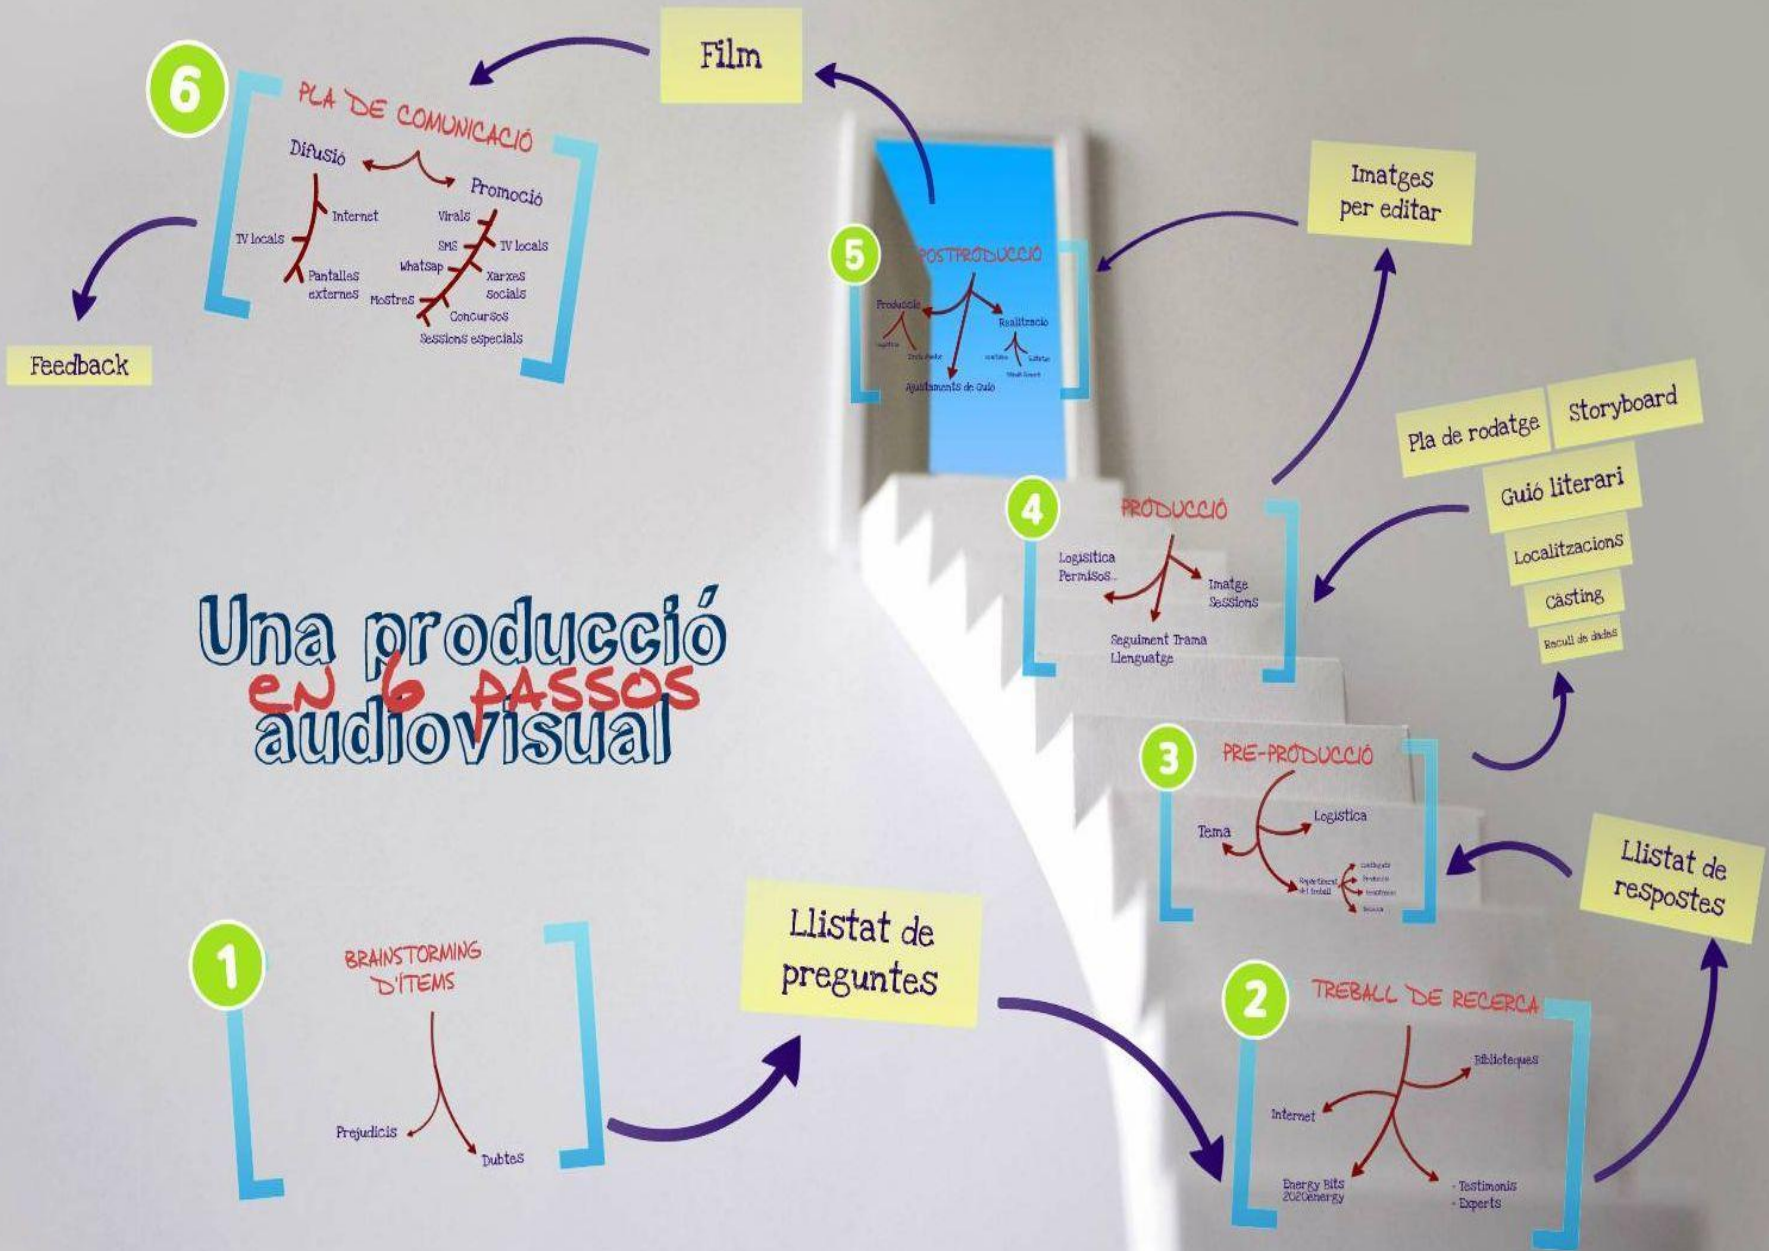 Una producció
en 6 passos
audiovisual
1
BRAINSTORMING
D'ÍTEMS
Prejudicis
Dubtes
Llistat de
preguntes
2
TREBALL DE RECERCA
Biblioteques
Internet
Energy Bits
2020energy
- Testimonis
- Experts
Llistat de
respostes
3
PRE-PRODUCCIÓ
Tema
Logística
Pla de rodatge
Storyboard
Guió literari
Localitzacions
Càsting
Recull de dades
4
PRODUCCIÓ
Logisítica
Permisos...
Imatge
Sessions
Seguiment Trama
Llenguatge
Imatges
per editar
5
POSTPRODUCCIÓ
Producció
Realització
Ajustaments de Guió
Film
6
PLA DE COMUNICACIÓ
Difusió
Internet
TV locals
Pantalles
externes
Promoció
Virals
SMS
TV locals
Whatsap
Xarxes
socials
Mostres
Concursos
Sessions especials
Feedback